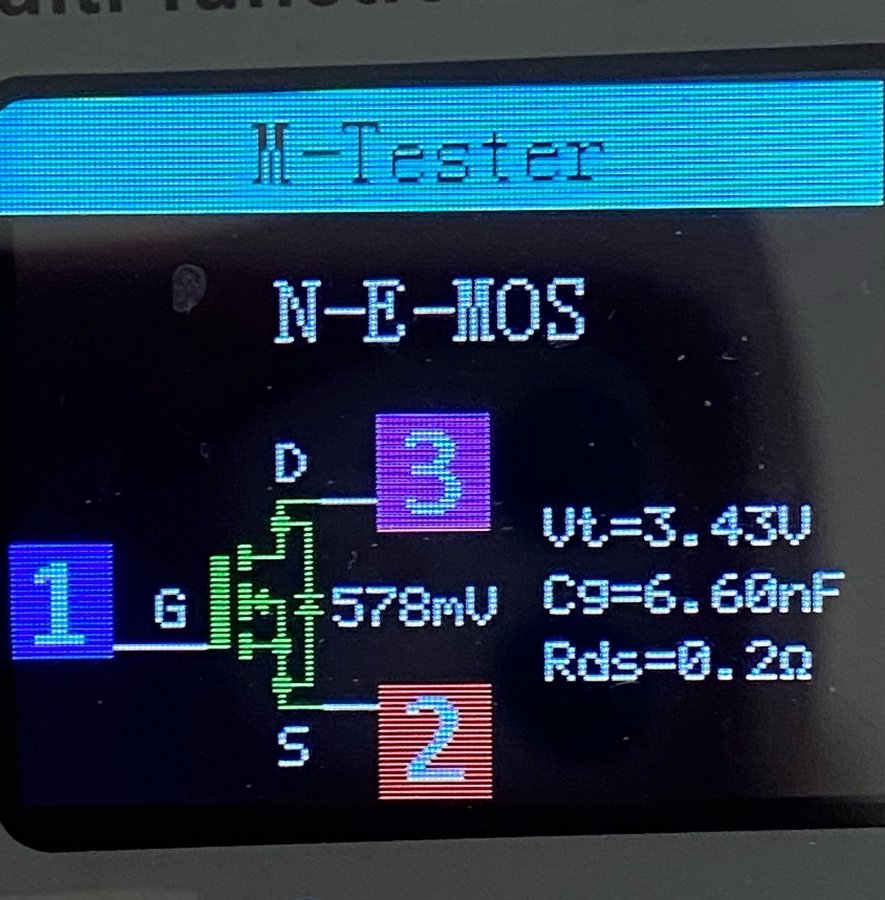 M-Tester
N-E-MOS
D
3
1
G
578mV
S
2
Vt=3.43V
Cg=6.60nF
Rds=0.2Ω